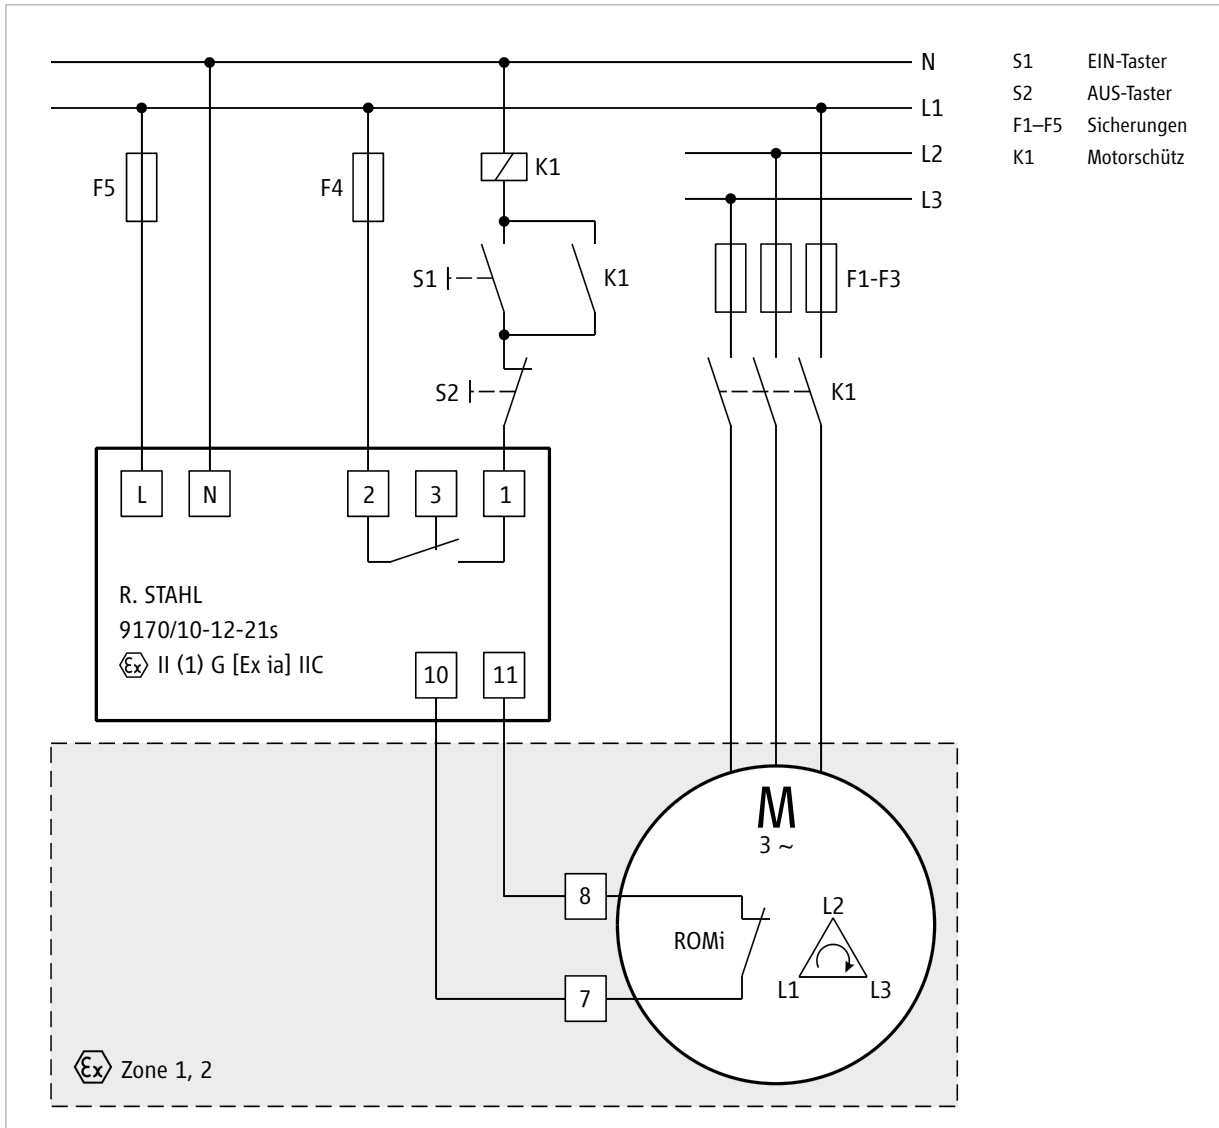 N
L1
L2
L3
S1 EIN-Taster
S2 AUS-Taster
F1–F5 Sicherungen
K1 Motorschütz
F5
F4
K1
S1
K1
F1-F3
S2
K1
L
N
2
3
1
R. STAHL
9170/10-12-21s
Ex II (1) G [Ex ia] IIC
10
11
M
3 ~
8
ROMi
L2
L1
L3
7
Ex Zone 1, 2